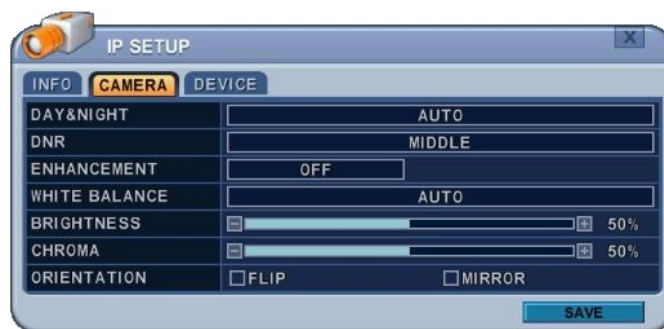 IP SETUP X
INFO CAMERA DEVICE
DAY&NIGHT AUTO
DNR MIDDLE
ENHANCEMENT OFF
WHITE BALANCE AUTO
BRIGHTNESS 50%
CHROMA 50%
ORIENTATION FLIP MIRROR
SAVE